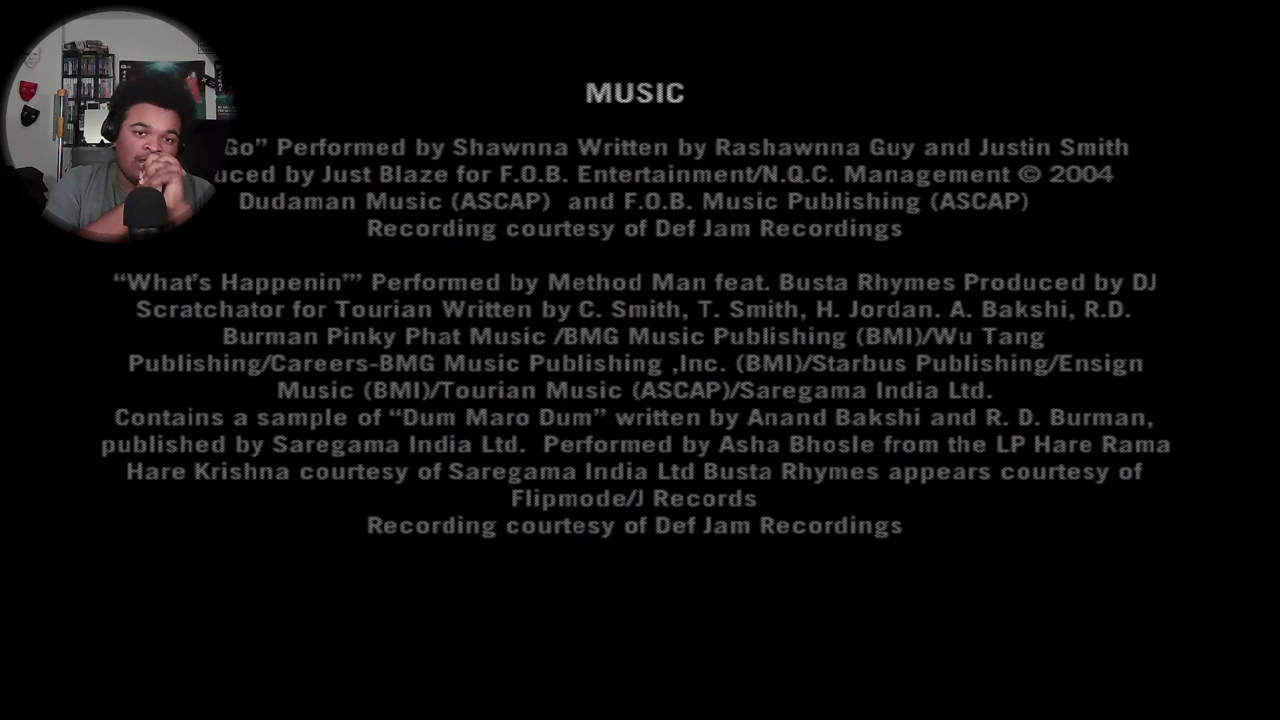 MUSIC
Go” Performed by Shawnna Written by Rashawnna Guy and Justin Smith
by Just Blaze for F.O.B. Entertainment/N.Q.C. Management © 2004
Dudaman Music (ASCAP) and F.O.B. Music Publishing (ASCAP)
Recording courtesy of Def Jam Recordings
“What’s Happenin’” Performed by Method Man feat. Busta Rhymes Produced by DJ
Scratchator for Tourian Written by C. Smith, T. Smith, H. Jordan. A. Bakshi, R.D.
Burman Pinky Phat Music /BMG Music Publishing (BMI)/Wu Tang
Publishing/Careers-BMG Music Publishing ,Inc. (BMI)/Starbus Publishing/Ensign
Music (BMI)/Tourian Music (ASCAP)/Saregama India Ltd.
Contains a sample of “Dum Maro Dum” written by Anand Bakshi and R. D. Burman,
published by Saregama India Ltd. Performed by Asha Bhosle from the LP Hare Rama
Hare Krishna courtesy of Saregama India Ltd Busta Rhymes appears courtesy of
Flipmode/J Records
Recording courtesy of Def Jam Recordings